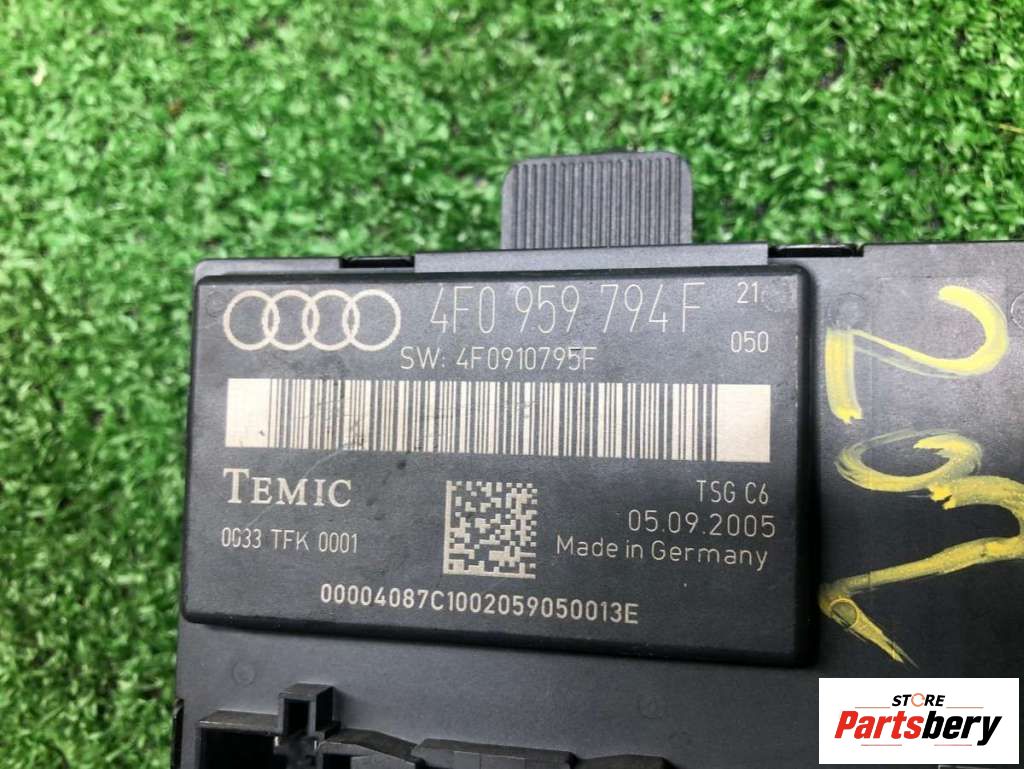 4F0 959 794 F 21
050
SW: 4F0910795F
TEMIC
TSG C6
05.09.2005
0033 TFK 0001
Made in Germany
00004087C1002059050013E
STORE
Partsbery